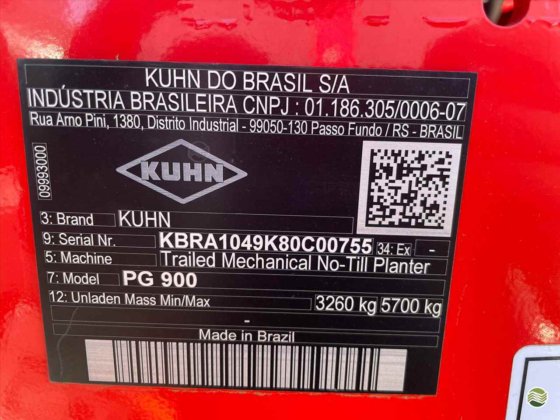 KUHN DO BRASIL S/A
INDÚSTRIA BRASILEIRA CNPJ : 01.186.305/0006-07
Rua Arno Pini, 1380, Distrito Industrial - 99050-130 Passo Fundo / RS - BRASIL
09993000
KUHN
3: Brand KUHN
9: Serial Nr. KBRA1049K80C00755 34: Ex -
5: Machine Trailed Mechanical No-Till Planter
7: Model PG 900
12: Unladen Mass Min/Max 3260 kg 5700 kg
-
Made in Brazil